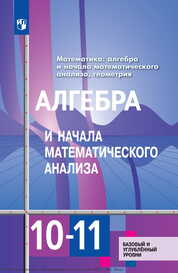 Математика: алгебра
и начала математического
анализа, геометрия
АЛГЕБРА
И НАЧАЛА
МАТЕМАТИЧЕСКОГО
АНАЛИЗА
10–11
БАЗОВЫЙ И
УГЛУБЛЁННЫЙ
УРОВНИ